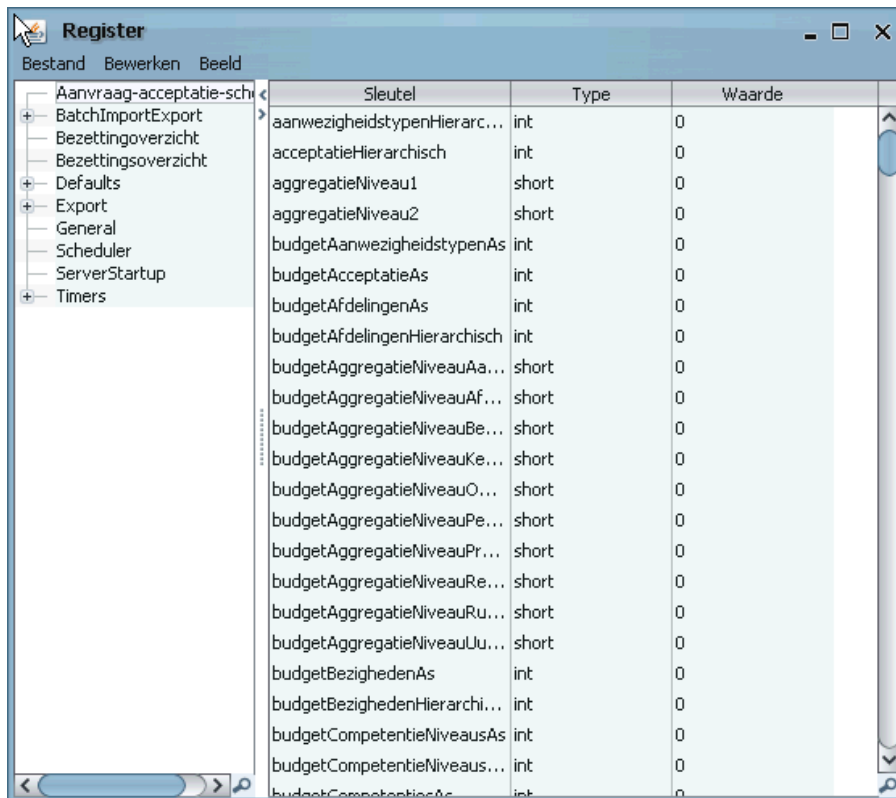 Register
Bestand Bewerken Beeld
Aanvraag-acceptatie-sche
BatchImportExport
Bezettingoverzicht
Bezettingsoverzicht
Defaults
Export
General
Scheduler
ServerStartup
Timers
Sleutel Type Waarde
aanwezigheidstypenHierarc... int 0
acceptatieHierarchisch int 0
aggregatieNiveau1 short 0
aggregatieNiveau2 short 0
budgetAanwezigheidstypenAs int 0
budgetAcceptatieAs int 0
budgetAfdelingenAs int 0
budgetAfdelingenHierarchisch int 0
budgetAggregatieNiveauAa... short 0
budgetAggregatieNiveauAf... short 0
budgetAggregatieNiveauBe... short 0
budgetAggregatieNiveauKe... short 0
budgetAggregatieNiveauO... short 0
budgetAggregatieNiveauPe... short 0
budgetAggregatieNiveauPr... short 0
budgetAggregatieNiveauRe... short 0
budgetAggregatieNiveauRu... short 0
budgetAggregatieNiveauUu... short 0
budgetBezighedenAs int 0
budgetBezighedenHierarchi... int 0
budgetCompetentieNiveausAs int 0
budgetCompetentieNiveaus... int 0
budgetCompetentiesAs int 0